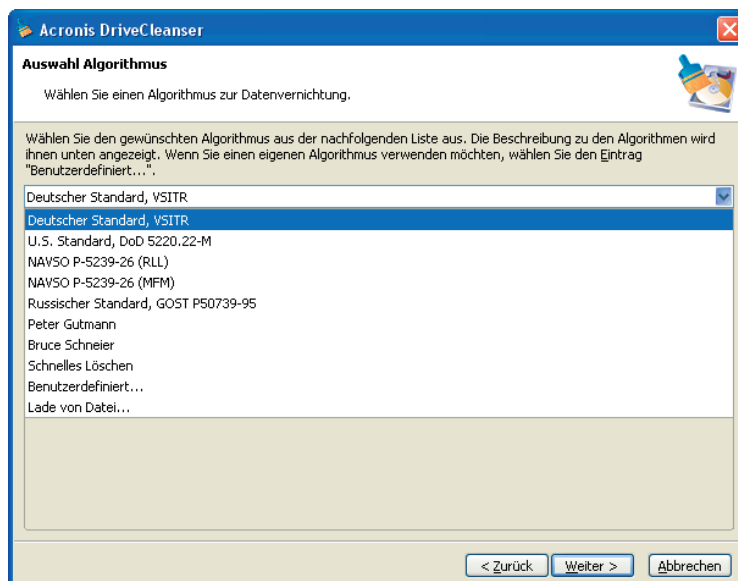 Acronis DriveCleanser
Auswahl Algorithmus
Wählen Sie einen Algorithmus zur Datenvernichtung.
Wählen Sie den gewünschten Algorithmus aus der nachfolgenden Liste aus. Die Beschreibung zu den Algorithmen wird
ihnen unten angezeigt. Wenn Sie einen eigenen Algorithmus verwenden möchten, wählen Sie den Eintrag
"Benutzerdefiniert...".
Deutscher Standard, VSITR
Deutscher Standard, VSITR
U.S. Standard, DoD 5220.22-M
NAVSO P-5239-26 (RLL)
NAVSO P-5239-26 (MFM)
Russischer Standard, GOST P50739-95
Peter Gutmann
Bruce Schneier
Schnelles Löschen
Benutzerdefiniert...
Lade von Datei...
< Zurück Weiter > Abbrechen